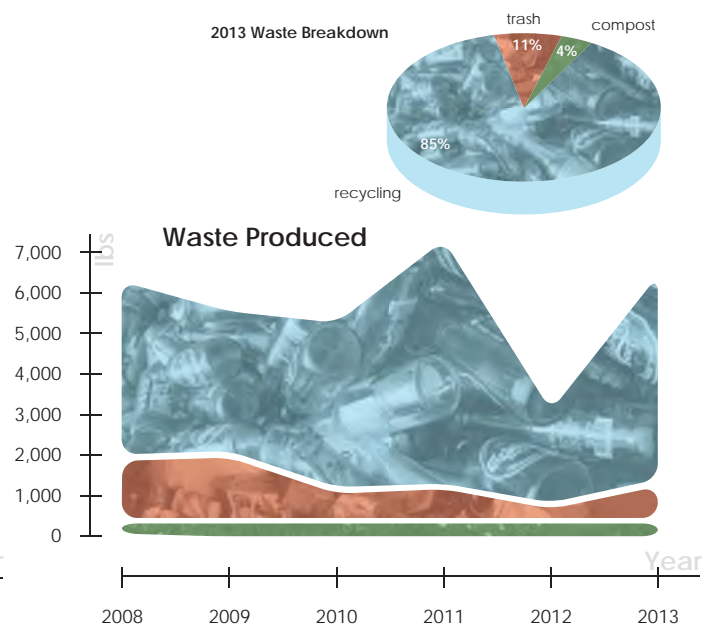 trash
compost
2013 Waste Breakdown
11%
4%
85%
recycling
Waste Produced
lbs
7,000
6,000
5,000
4,000
3,000
2,000
1,000
0
Year
2008 2009 2010 2011 2012 2013